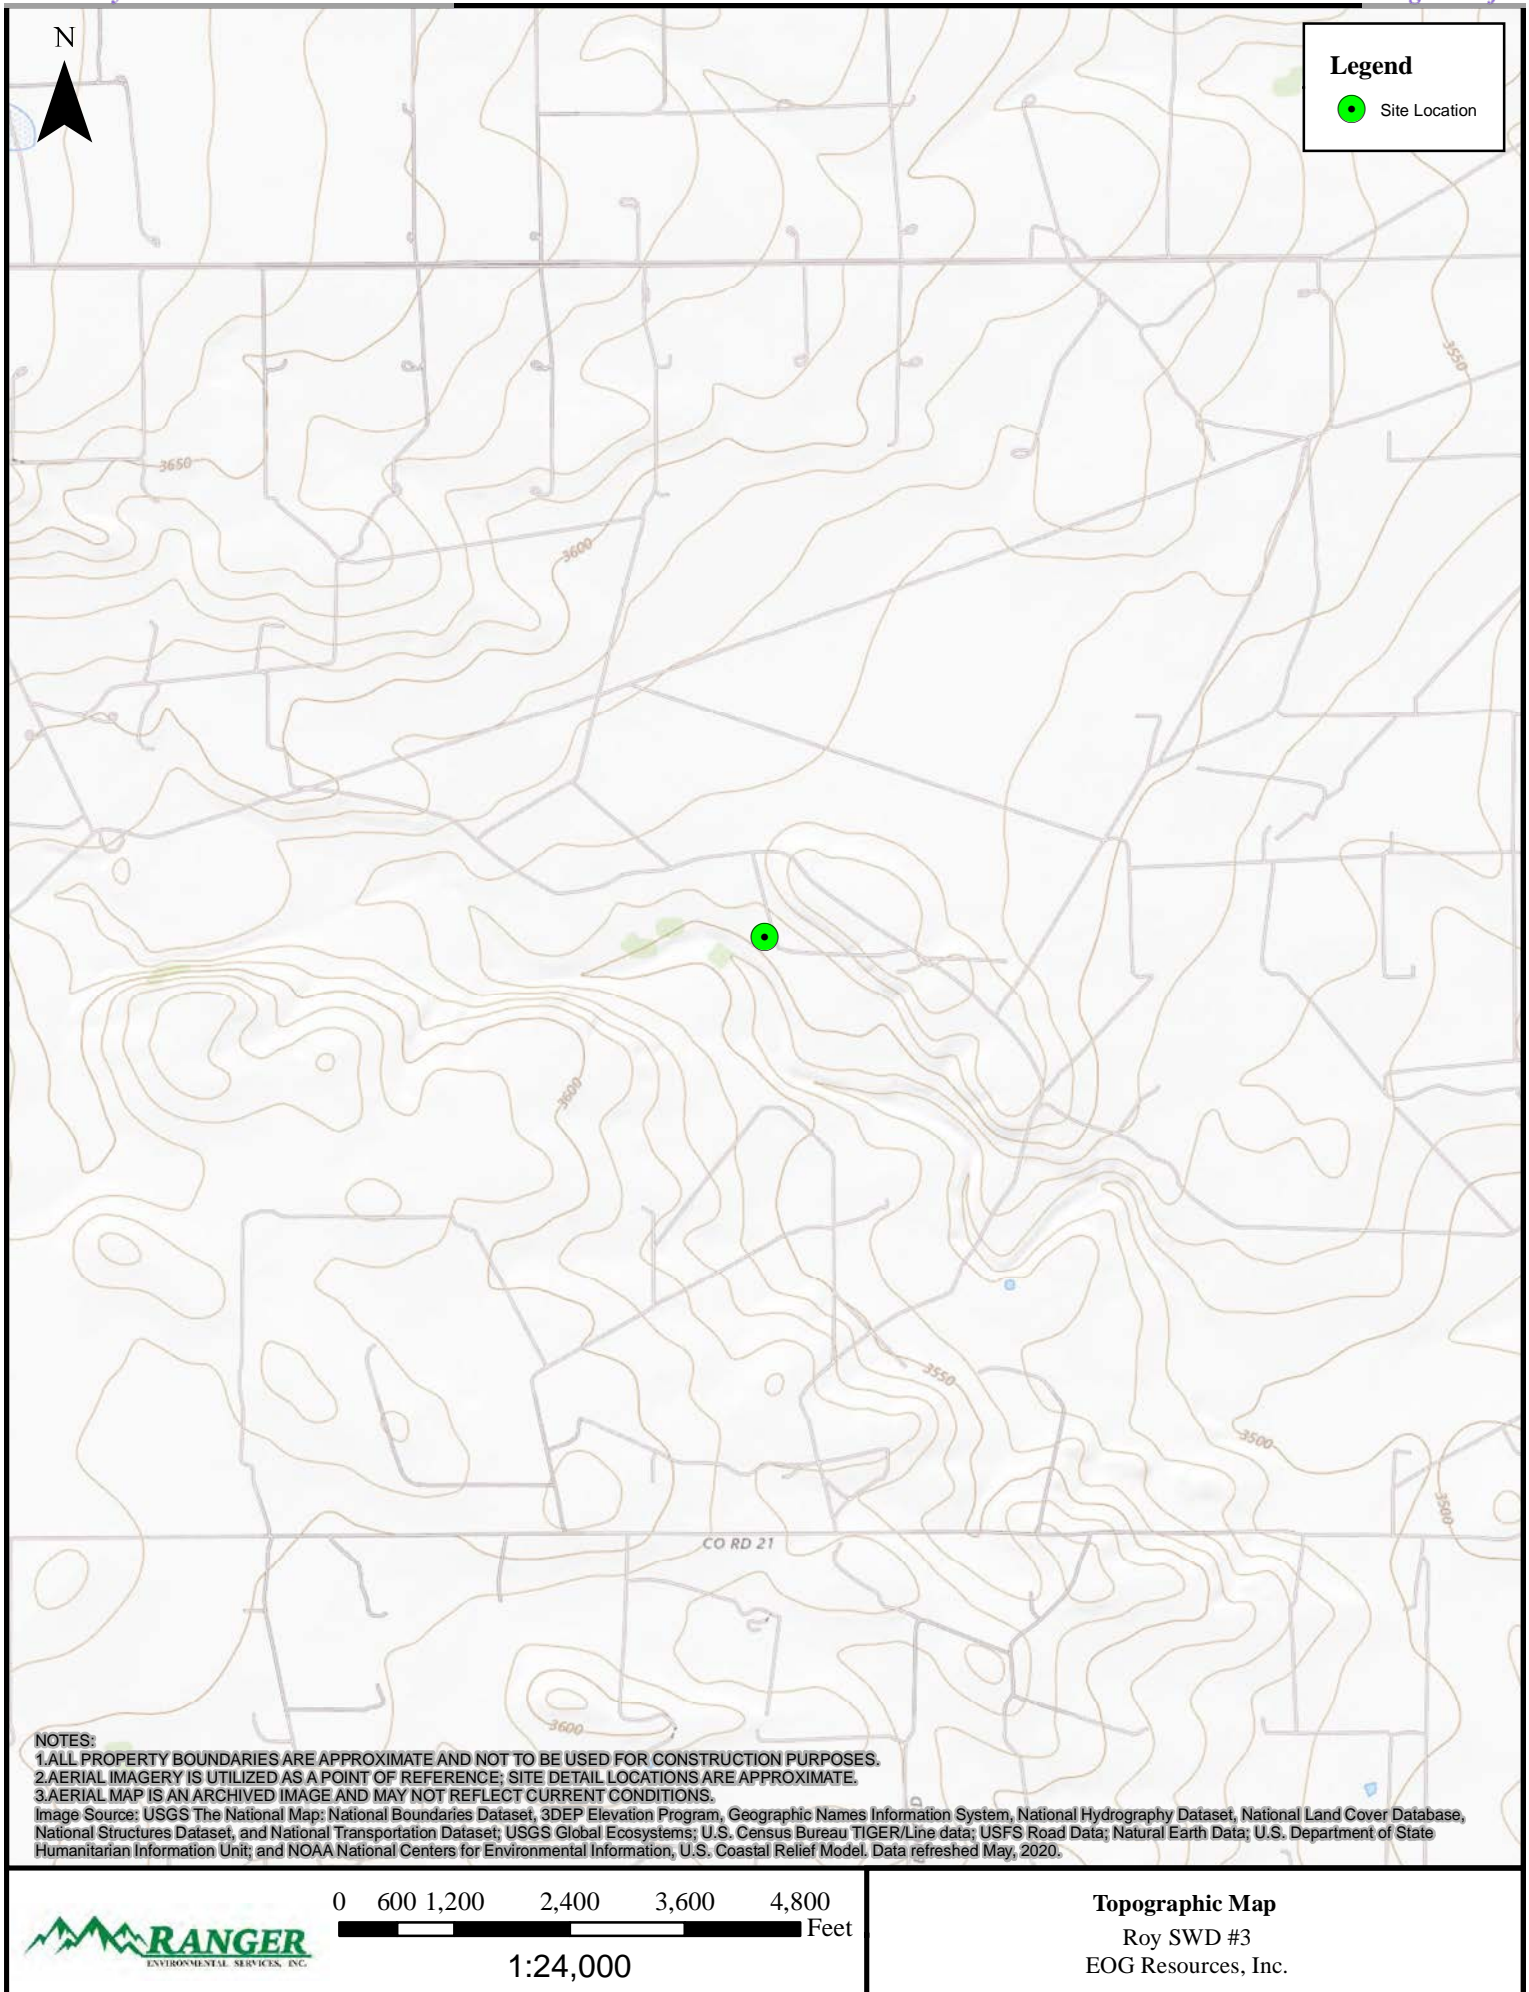 N
Legend
Site Location
3550
3650
3600
3600
3550
3500
3500
CO RD 21
3600
D
NOTES:
1.ALL PROPERTY BOUNDARIES ARE APPROXIMATE AND NOT TO BE USED FOR CONSTRUCTION PURPOSES.
2.AERIAL IMAGERY IS UTILIZED AS A POINT OF REFERENCE; SITE DETAIL LOCATIONS ARE APPROXIMATE.
3.AERIAL MAP IS AN ARCHIVED IMAGE AND MAY NOT REFLECT CURRENT CONDITIONS.
Image Source: USGS The National Map: National Boundaries Dataset, 3DEP Elevation Program, Geographic Names Information System, National Hydrography Dataset, National Land Cover Database,
National Structures Dataset, and National Transportation Dataset; USGS Global Ecosystems; U.S. Census Bureau TIGER/Line data; USFS Road Data; Natural Earth Data; U.S. Department of State
Humanitarian Information Unit; and NOAA National Centers for Environmental Information, U.S. Coastal Relief Model. Data refreshed May, 2020.
RANGER
ENVIRONMENTAL SERVICES, INC.
0 600 1,200 2,400 3,600 4,800
Feet
1:24,000
Topographic Map
Roy SWD #3
EOG Resources, Inc.